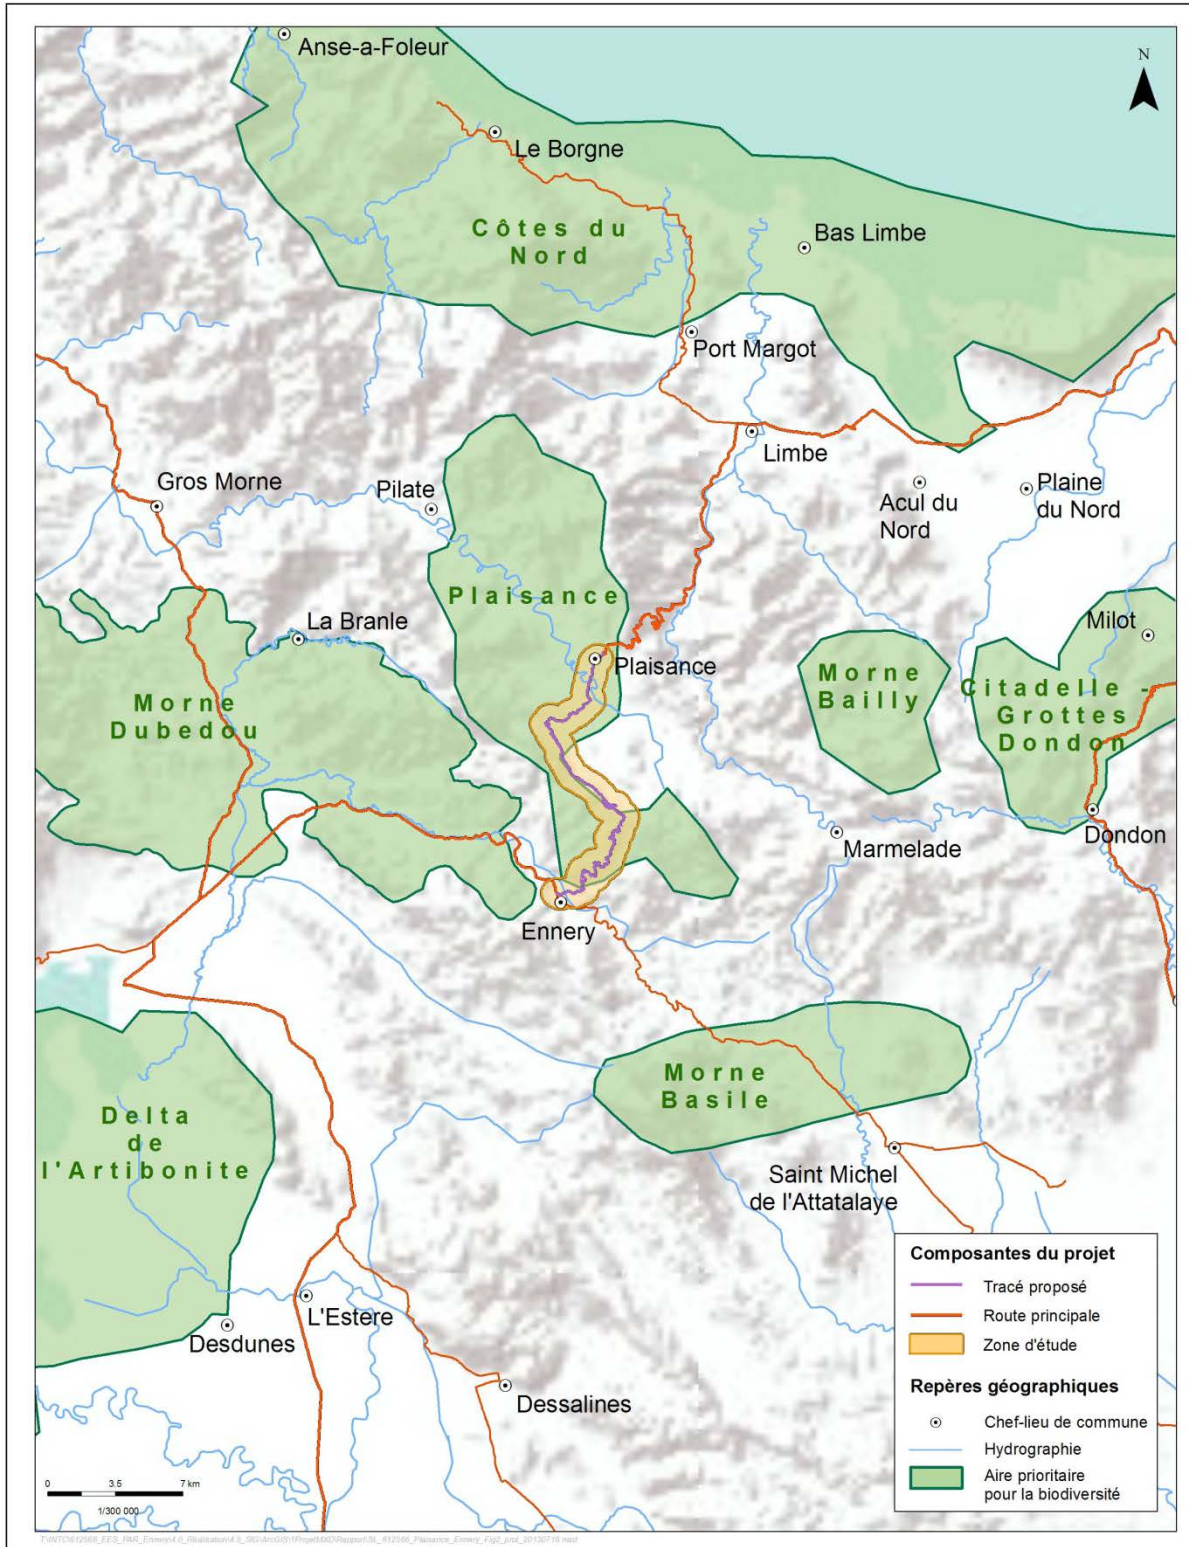 Anse-a-Foleur
N
Le Borgne
Côtes du
Nord
Bas Limbe
Port Margot
Limbe
Gros Morne
Pilate
Acul du
Nord
Plaine
du Nord
Plaisance
La Branle
Milot
Plaisance
Morne
Bailly
Citadelle -
Grottes
Dondon
Morne
Dubedou
Marmelade
Dondon
Ennery
Morne
Basile
Delta
de
l'Artibonite
Saint Michel
de l'Attatalaye
L'Estere
Desdunes
Dessalines
Composantes du projet
Tracé proposé
Route principale
Zone d'étude
Repères géographiques
Chef-lieu de commune
Hydrographie
Aire prioritaire
pour la biodiversité
0 3.5 7 km
1/300 000